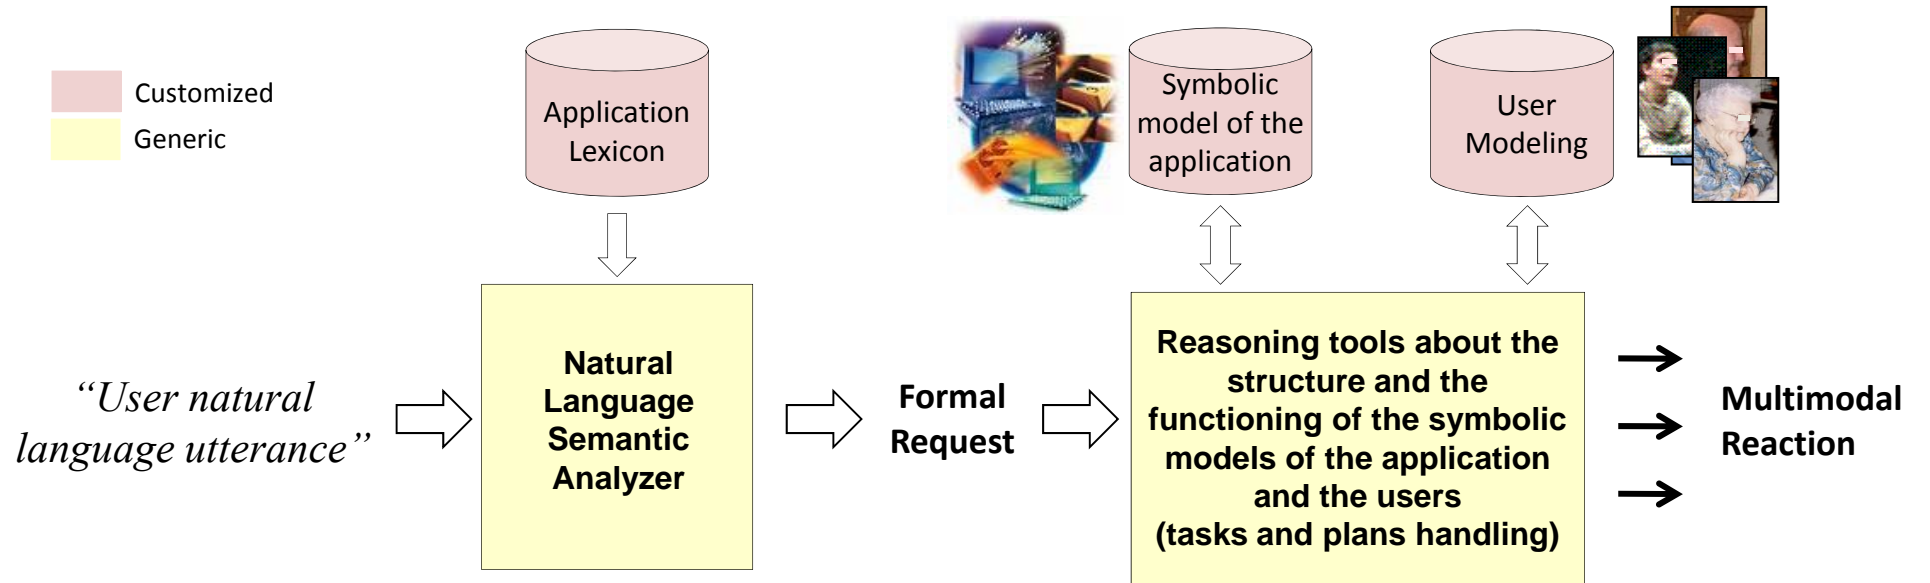 Customized
Generic
Application
Lexicon
Symbolic
model of the
application
User
Modeling
“User natural
language utterance”
Natural
Language
Semantic
Analyzer
Formal
Request
Reasoning tools about the
structure and the
functioning of the symbolic
models of the application
and the users
(tasks and plans handling)
Multimodal
Reaction